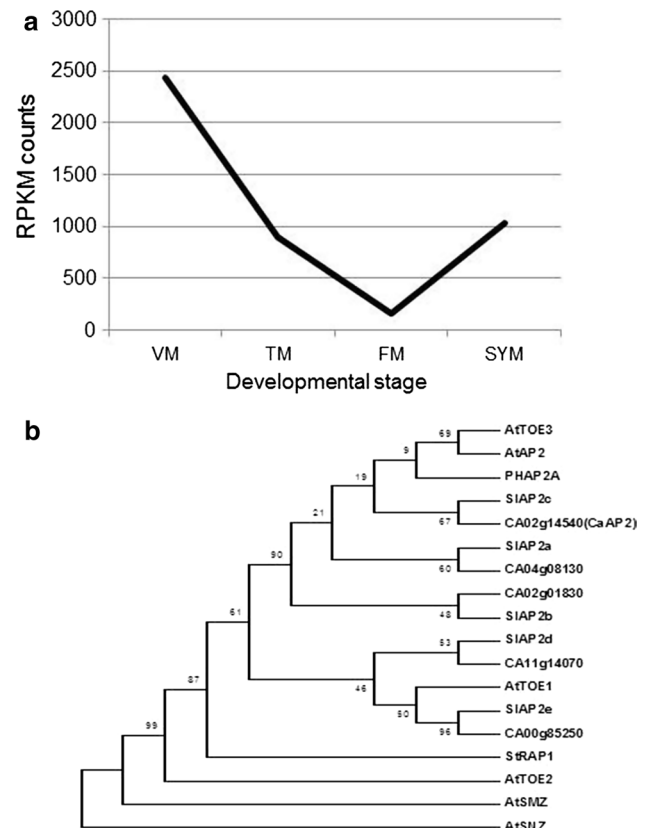 a
3000
2500
2000
1500
1000
500
0
RPKM counts
VM TM FM SYM
Developmental stage
b
AtTOE3
69
AtAP2
9
PHAP2A
19
SlAP2c
67
CA02g14540(CaAP2)
21
SlAP2a
60
CA04g08130
90
CA02g01830
48
SlAP2b
61
SlAP2d
53
CA11g14070
46
AtTOE1
50
SlAP2e
96
CA00g85250
87
StRAP1
99
AtTOE2
AtSMZ
AtSNZ